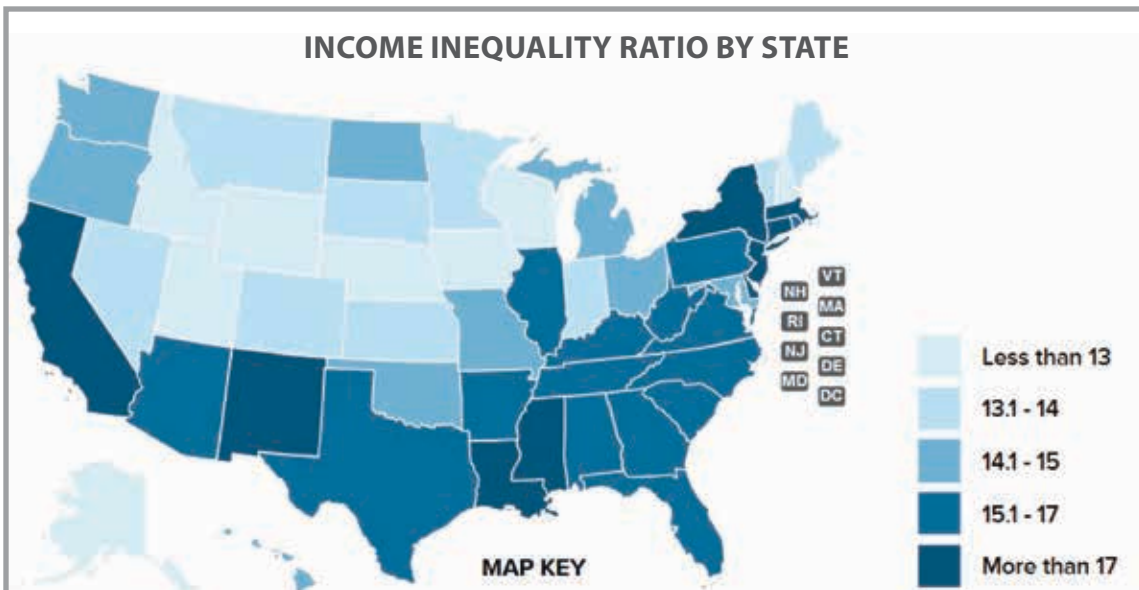 INCOME INEQUALITY RATIO BY STATE
VT
NH
MA
RI
CT
NJ
DE
MD
DC
Less than 13
13.1 - 14
14.1 - 15
15.1 - 17
More than 17
MAP KEY